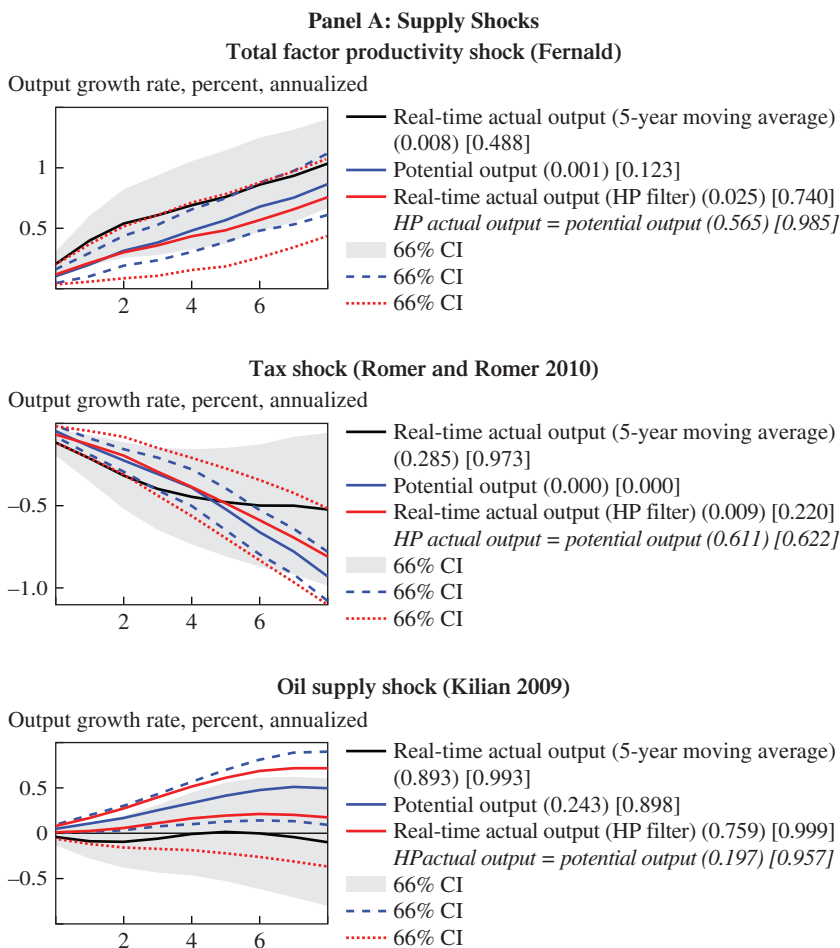 Panel A: Supply Shocks
Total factor productivity shock (Fernald)
Output growth rate, percent, annualized
1
0.5
2 4 6
Real-time actual output (5-year moving average)
(0.008) [0.488]
Potential output (0.001) [0.123]
Real-time actual output (HP filter) (0.025) [0.740]
HP actual output = potential output (0.565) [0.985]
66% CI
66% CI
66% CI
Tax shock (Romer and Romer 2010)
Output growth rate, percent, annualized
−0.5
−1.0
2 4 6
Real-time actual output (5-year moving average)
(0.285) [0.973]
Potential output (0.000) [0.000]
Real-time actual output (HP filter) (0.009) [0.220]
HP actual output = potential output (0.611) [0.622]
66% CI
66% CI
66% CI
Oil supply shock (Kilian 2009)
Output growth rate, percent, annualized
0.5
0
−0.5
2 4 6
Real-time actual output (5-year moving average)
(0.893) [0.993]
Potential output (0.243) [0.898]
Real-time actual output (HP filter) (0.759) [0.999]
HPactual output = potential output (0.197) [0.957]
66% CI
66% CI
66% CI